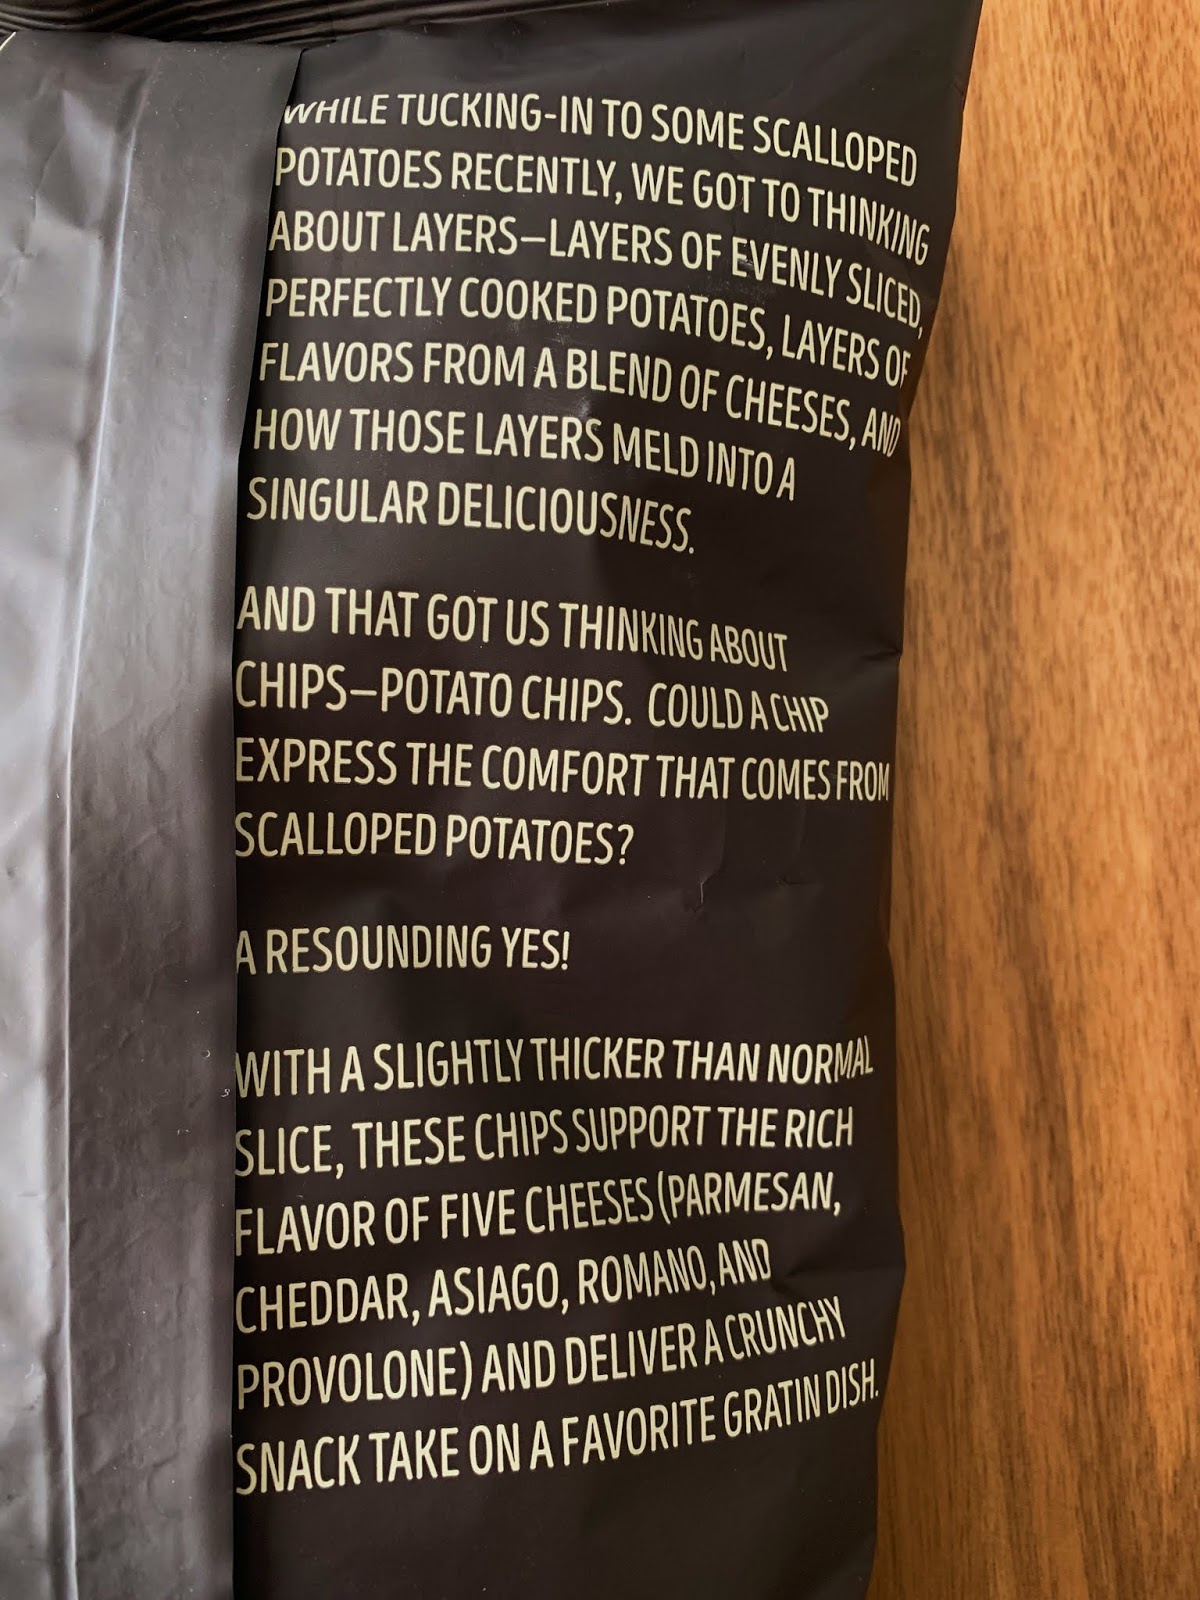 WHILE TUCKING-IN TO SOME SCALLOPED
POTATOES RECENTLY, WE GOT TO THINKING
ABOUT LAYERS—LAYERS OF EVENLY SLICED,
PERFECTLY COOKED POTATOES, LAYERS OF
FLAVORS FROM A BLEND OF CHEESES, AND
HOW THOSE LAYERS MELD INTO A
SINGULAR DELICIOUSNESS.
AND THAT GOT US THINKING ABOUT
CHIPS—POTATO CHIPS. COULD A CHIP
EXPRESS THE COMFORT THAT COMES FROM
SCALLOPED POTATOES?
A RESOUNDING YES!
WITH A SLIGHTLY THICKER THAN NORMAL
SLICE, THESE CHIPS SUPPORT THE RICH
FLAVOR OF FIVE CHEESES (PARMESAN,
CHEDDAR, ASIAGO, ROMANO, AND
PROVOLONE) AND DELIVER A CRUNCHY
SNACK TAKE ON A FAVORITE GRATIN DISH.